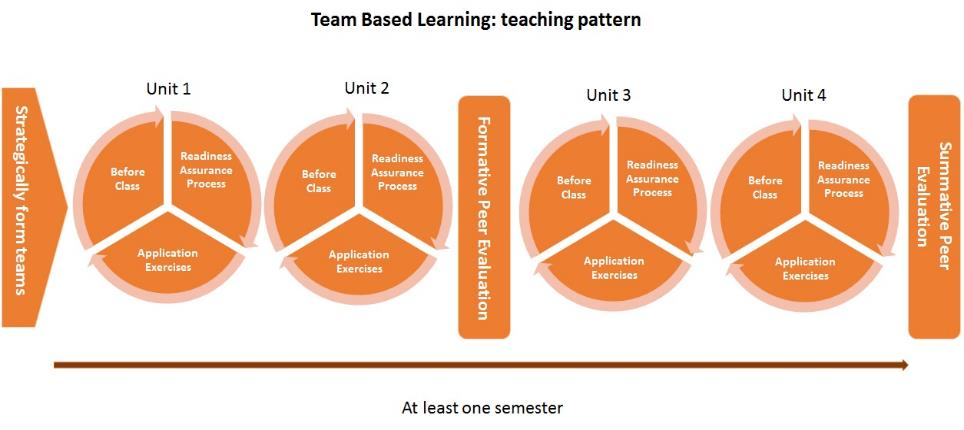 Team Based Learning: teaching pattern
Strategically form teams
Unit 1
Before
Class
Readiness
Assurance
Process
Application
Exercises
Unit 2
Before
Class
Readiness
Assurance
Process
Application
Exercises
Formative Peer Evaluation
Unit 3
Before
Class
Readiness
Assurance
Process
Application
Exercises
Unit 4
Before
Class
Readiness
Assurance
Process
Application
Exercises
Summative Peer
Evaluation
At least one semester